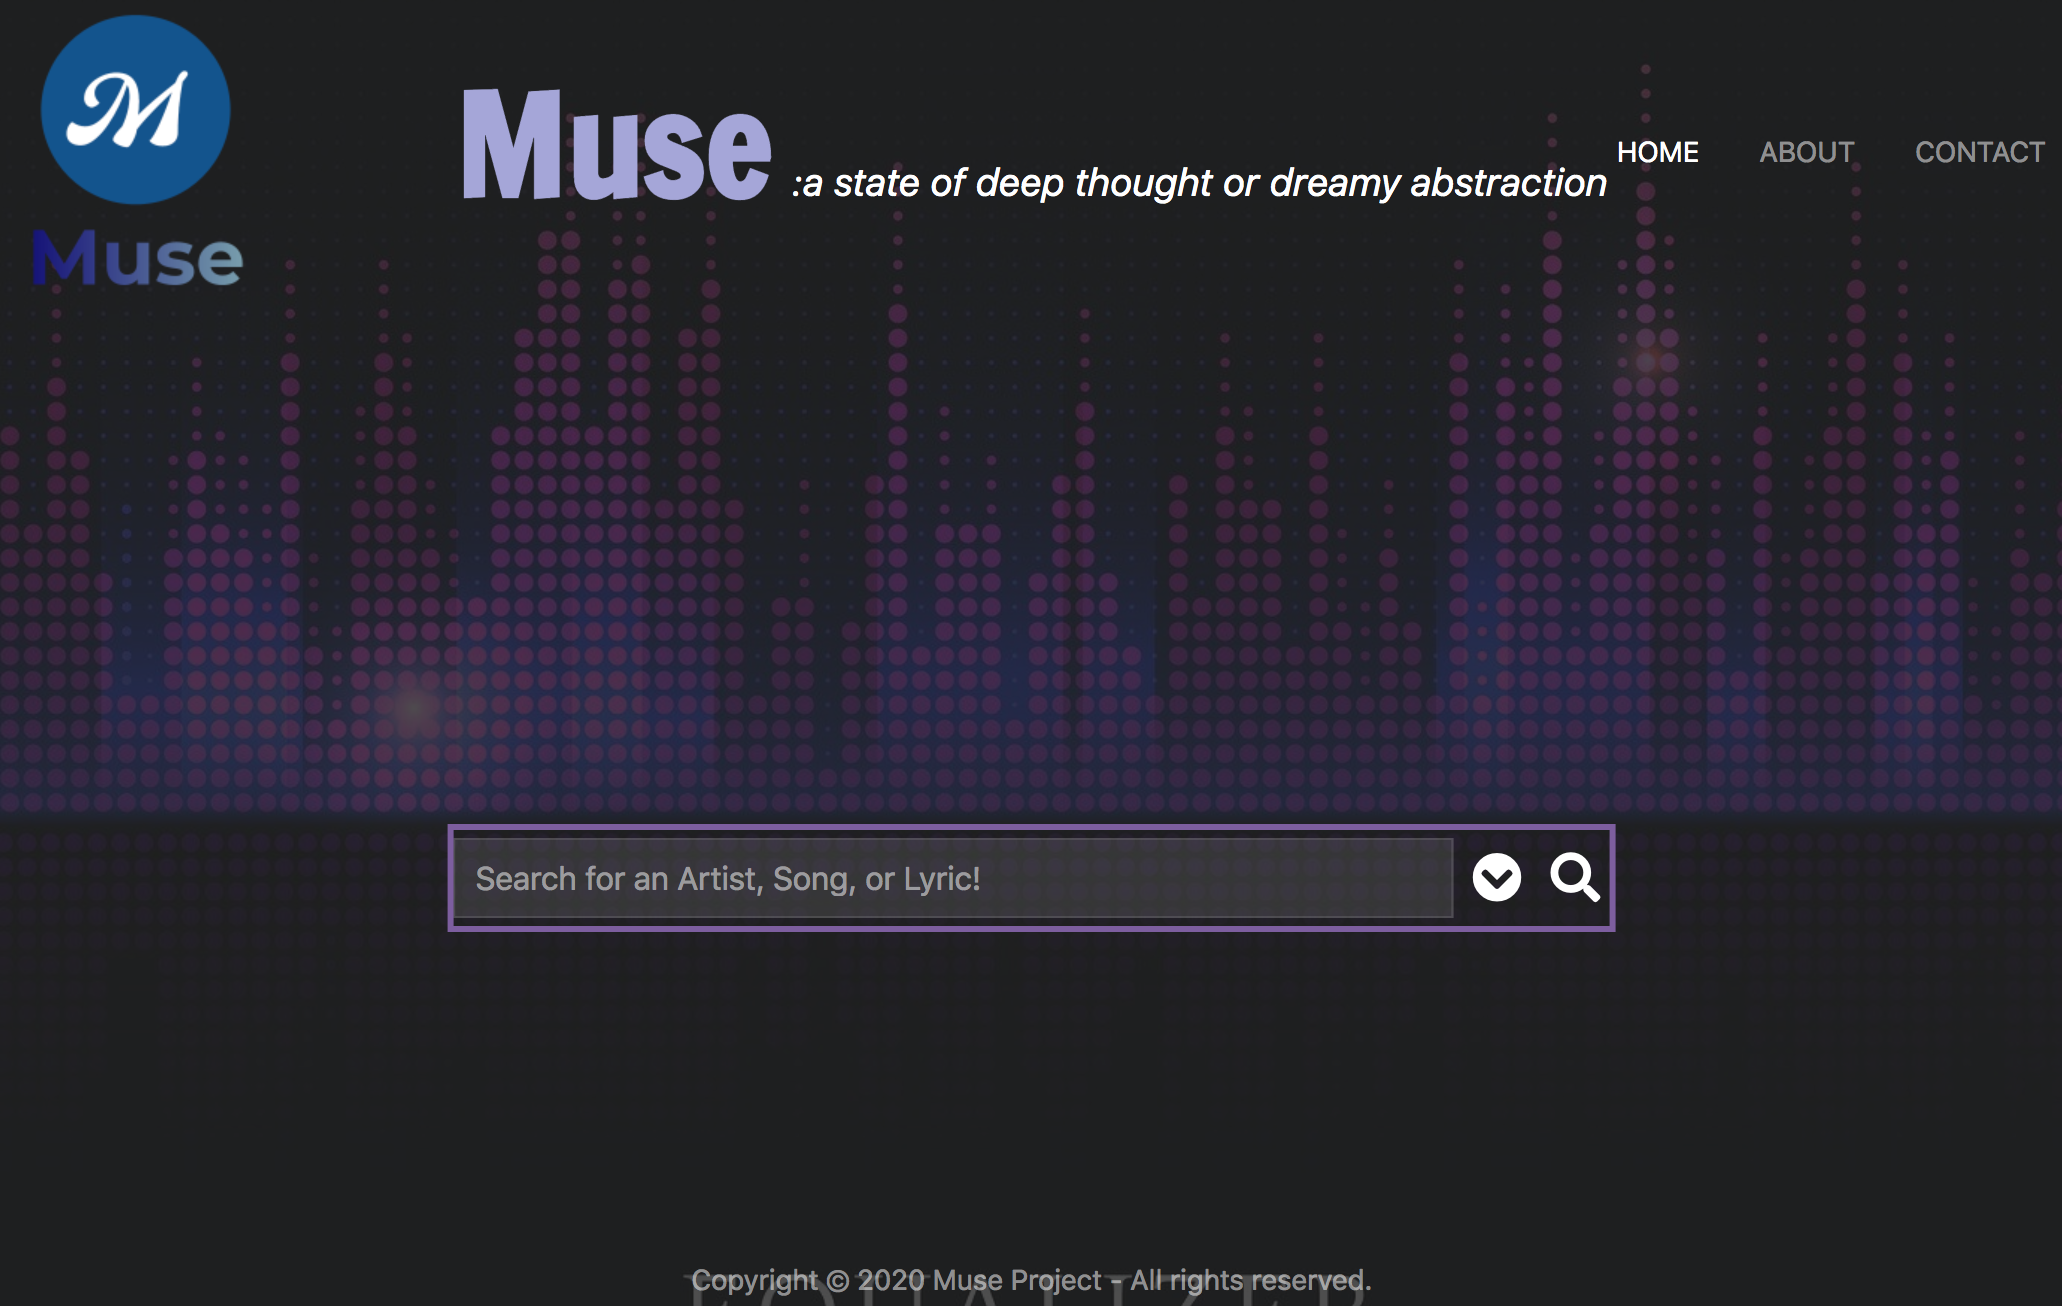 M
Muse
Muse :a state of deep thought or dreamy abstraction
HOME ABOUT CONTACT
Search for an Artist, Song, or Lyric!
Copyright © 2020 Muse Project - All rights reserved.
EQUALIZER